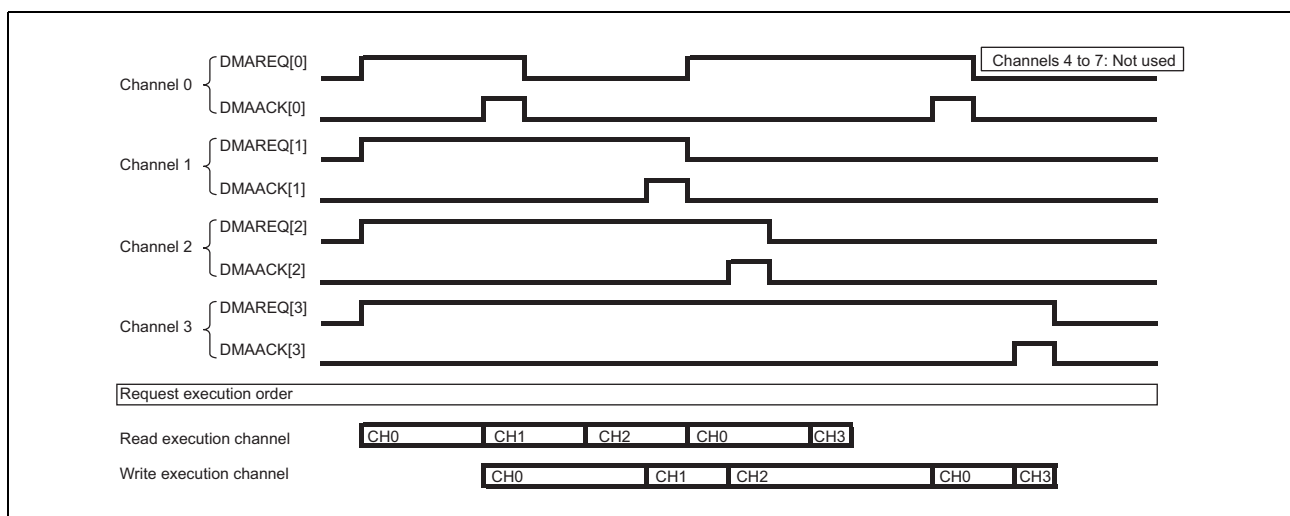 DMAREQ[0]
Channels 4 to 7: Not used
Channel 0
DMAACK[0]
DMAREQ[1]
Channel 1
DMAACK[1]
DMAREQ[2]
Channel 2
DMAACK[2]
DMAREQ[3]
Channel 3
DMAACK[3]
Request execution order
Read execution channel CH0 CH1 CH2 CH0 CH3
Write execution channel CH0 CH1 CH2 CH0 CH3